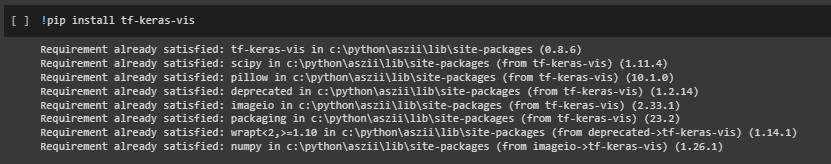 [ ] !pip install tf-keras-vis
Requirement already satisfied: tf-keras-vis in c:\python\aszii\lib\site-packages (0.8.6)
Requirement already satisfied: scipy in c:\python\aszii\lib\site-packages (from tf-keras-vis) (1.11.4)
Requirement already satisfied: pillow in c:\python\aszii\lib\site-packages (from tf-keras-vis) (10.1.0)
Requirement already satisfied: deprecated in c:\python\aszii\lib\site-packages (from tf-keras-vis) (1.2.14)
Requirement already satisfied: imageio in c:\python\aszii\lib\site-packages (from tf-keras-vis) (2.33.1)
Requirement already satisfied: packaging in c:\python\aszii\lib\site-packages (from tf-keras-vis) (23.2)
Requirement already satisfied: wrapt<2,>=1.10 in c:\python\aszii\lib\site-packages (from deprecated->tf-keras-vis) (1.14.1)
Requirement already satisfied: numpy in c:\python\aszii\lib\site-packages (from imageio->tf-keras-vis) (1.26.1)